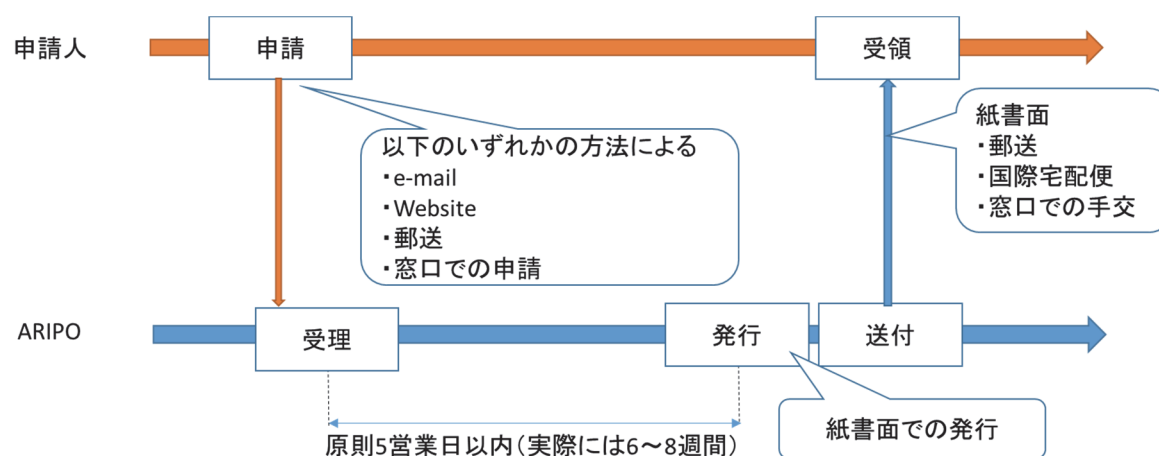 申請人
申請
受領
以下のいずれかの方法による
・e-mail
・Website
・郵送
・窓口での申請
紙書面
・郵送
・国際宅配便
・窓口での手交
ARIPO
受理
発行
送付
紙書面での発行
原則5営業日以内(実際には6～8週間)